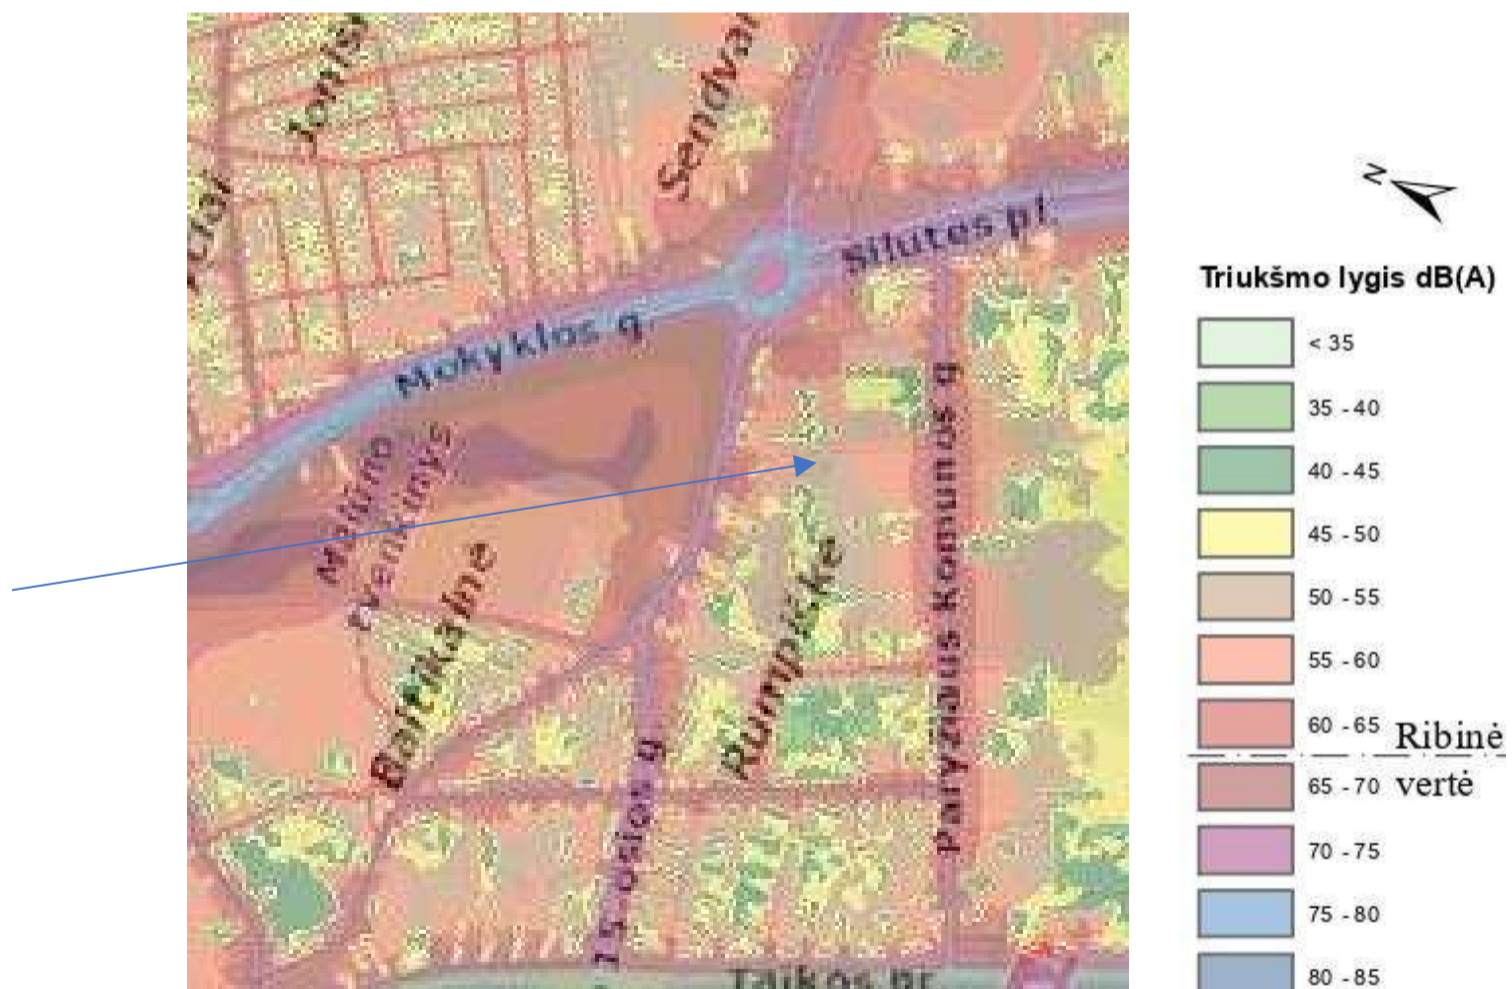 Jonišk
Sendvar
Šilutės pl.
Mokyklos g.
Malūno
tvenkinys
Baltikalnė
Rumpiškė
Paryžiaus Komunos g.
15-osios g.
Taikos pr.
N
Triukšmo lygis dB(A)
< 35
35 - 40
40 - 45
45 - 50
50 - 55
55 - 60
60 - 65
Ribinė
65 - 70
vertė
70 - 75
75 - 80
80 - 85